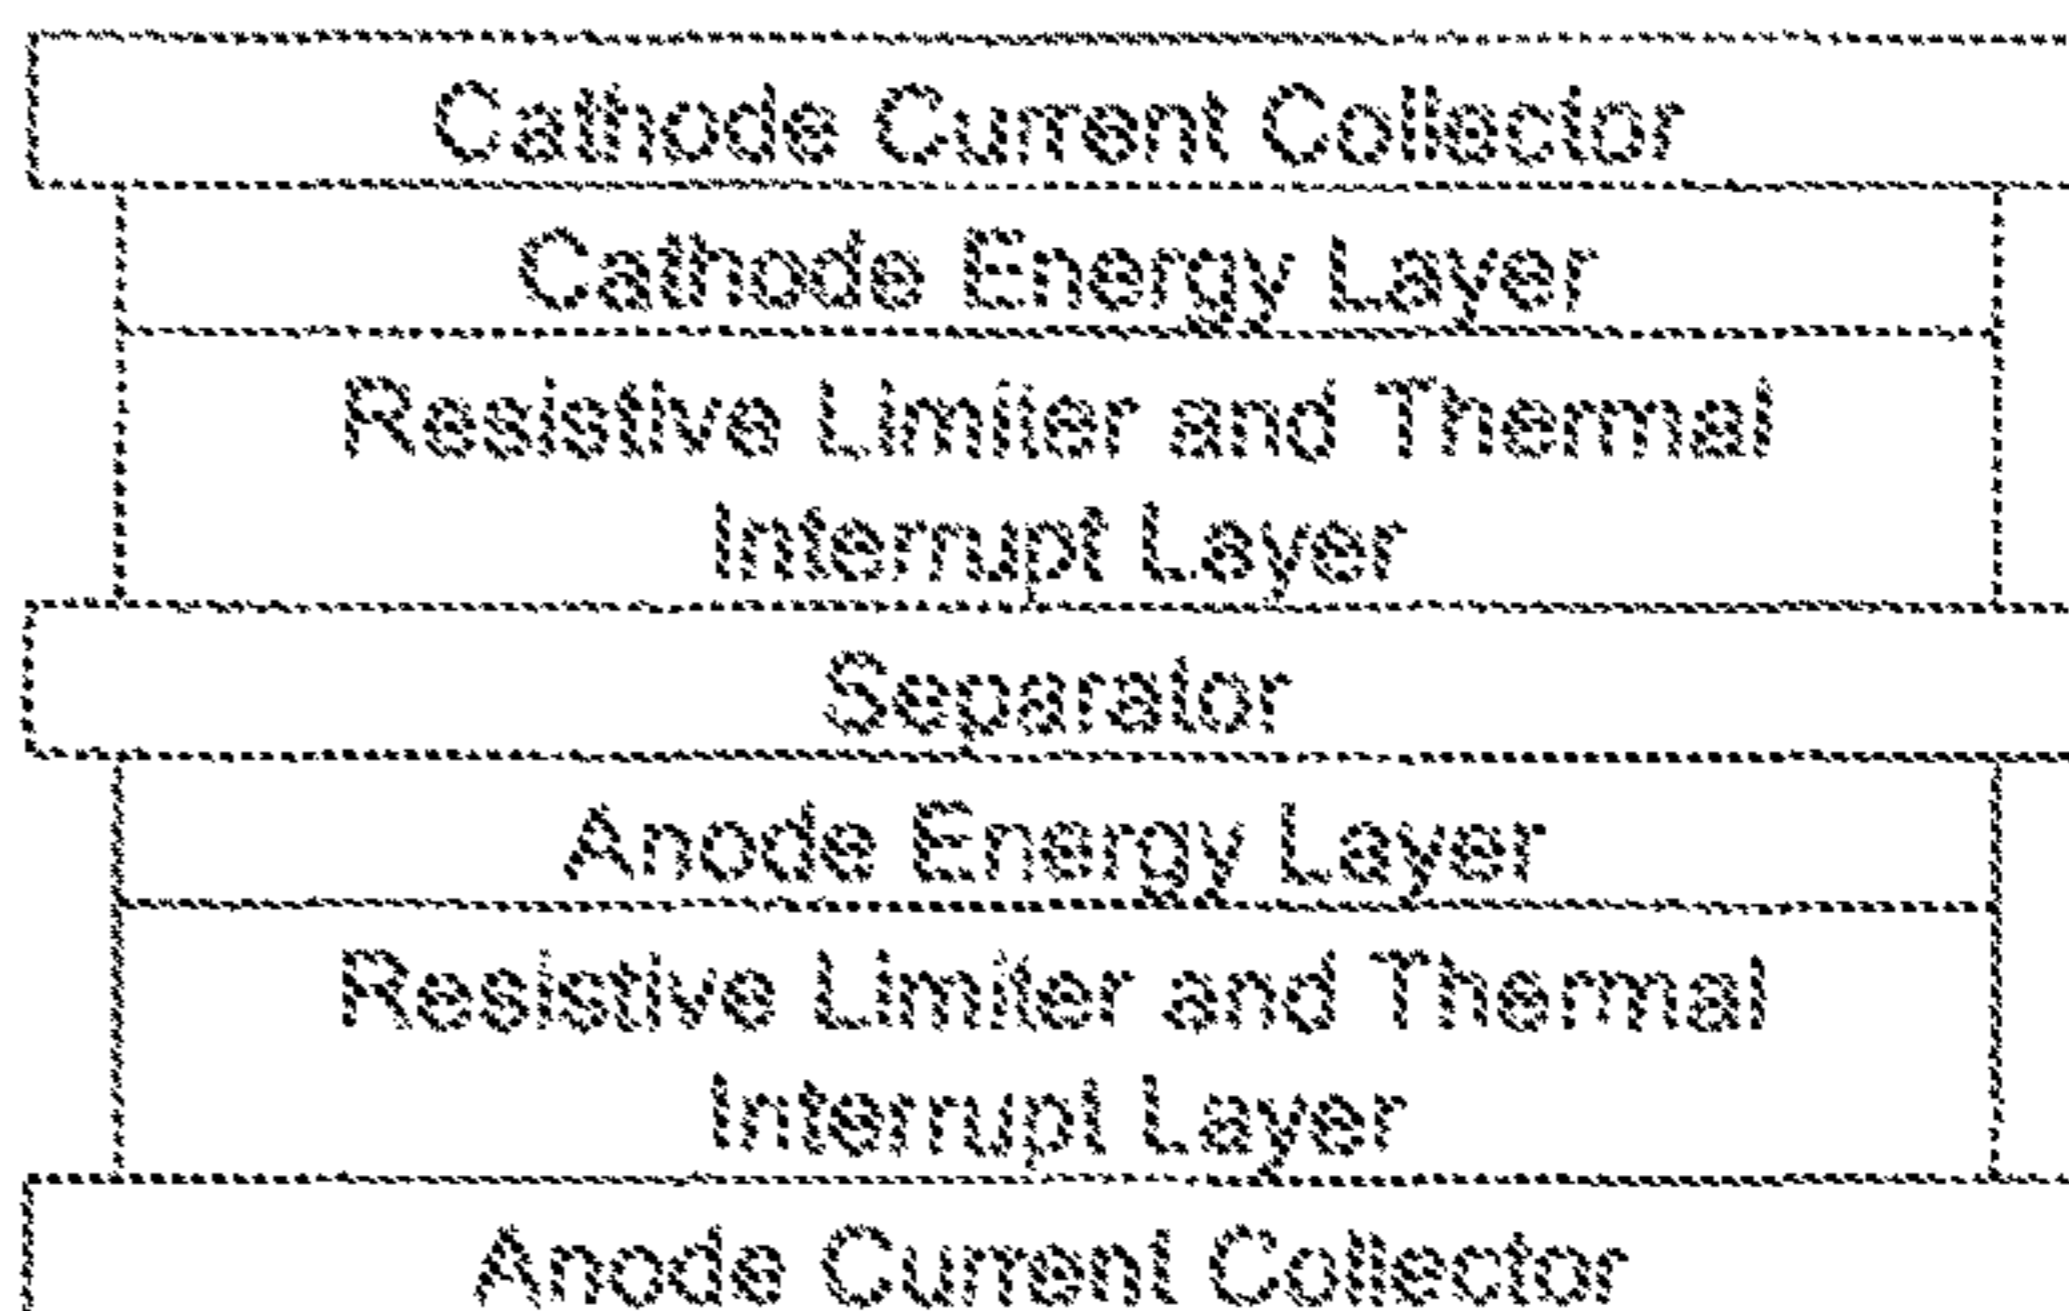 Cathode Current Collector
Cathode Energy Layer
Resistive Limiter and Thermal
Interrupt Layer
Separator
Anode Energy Layer
Resistive Limiter and Thermal
Interrupt Layer
Anode Current Collector